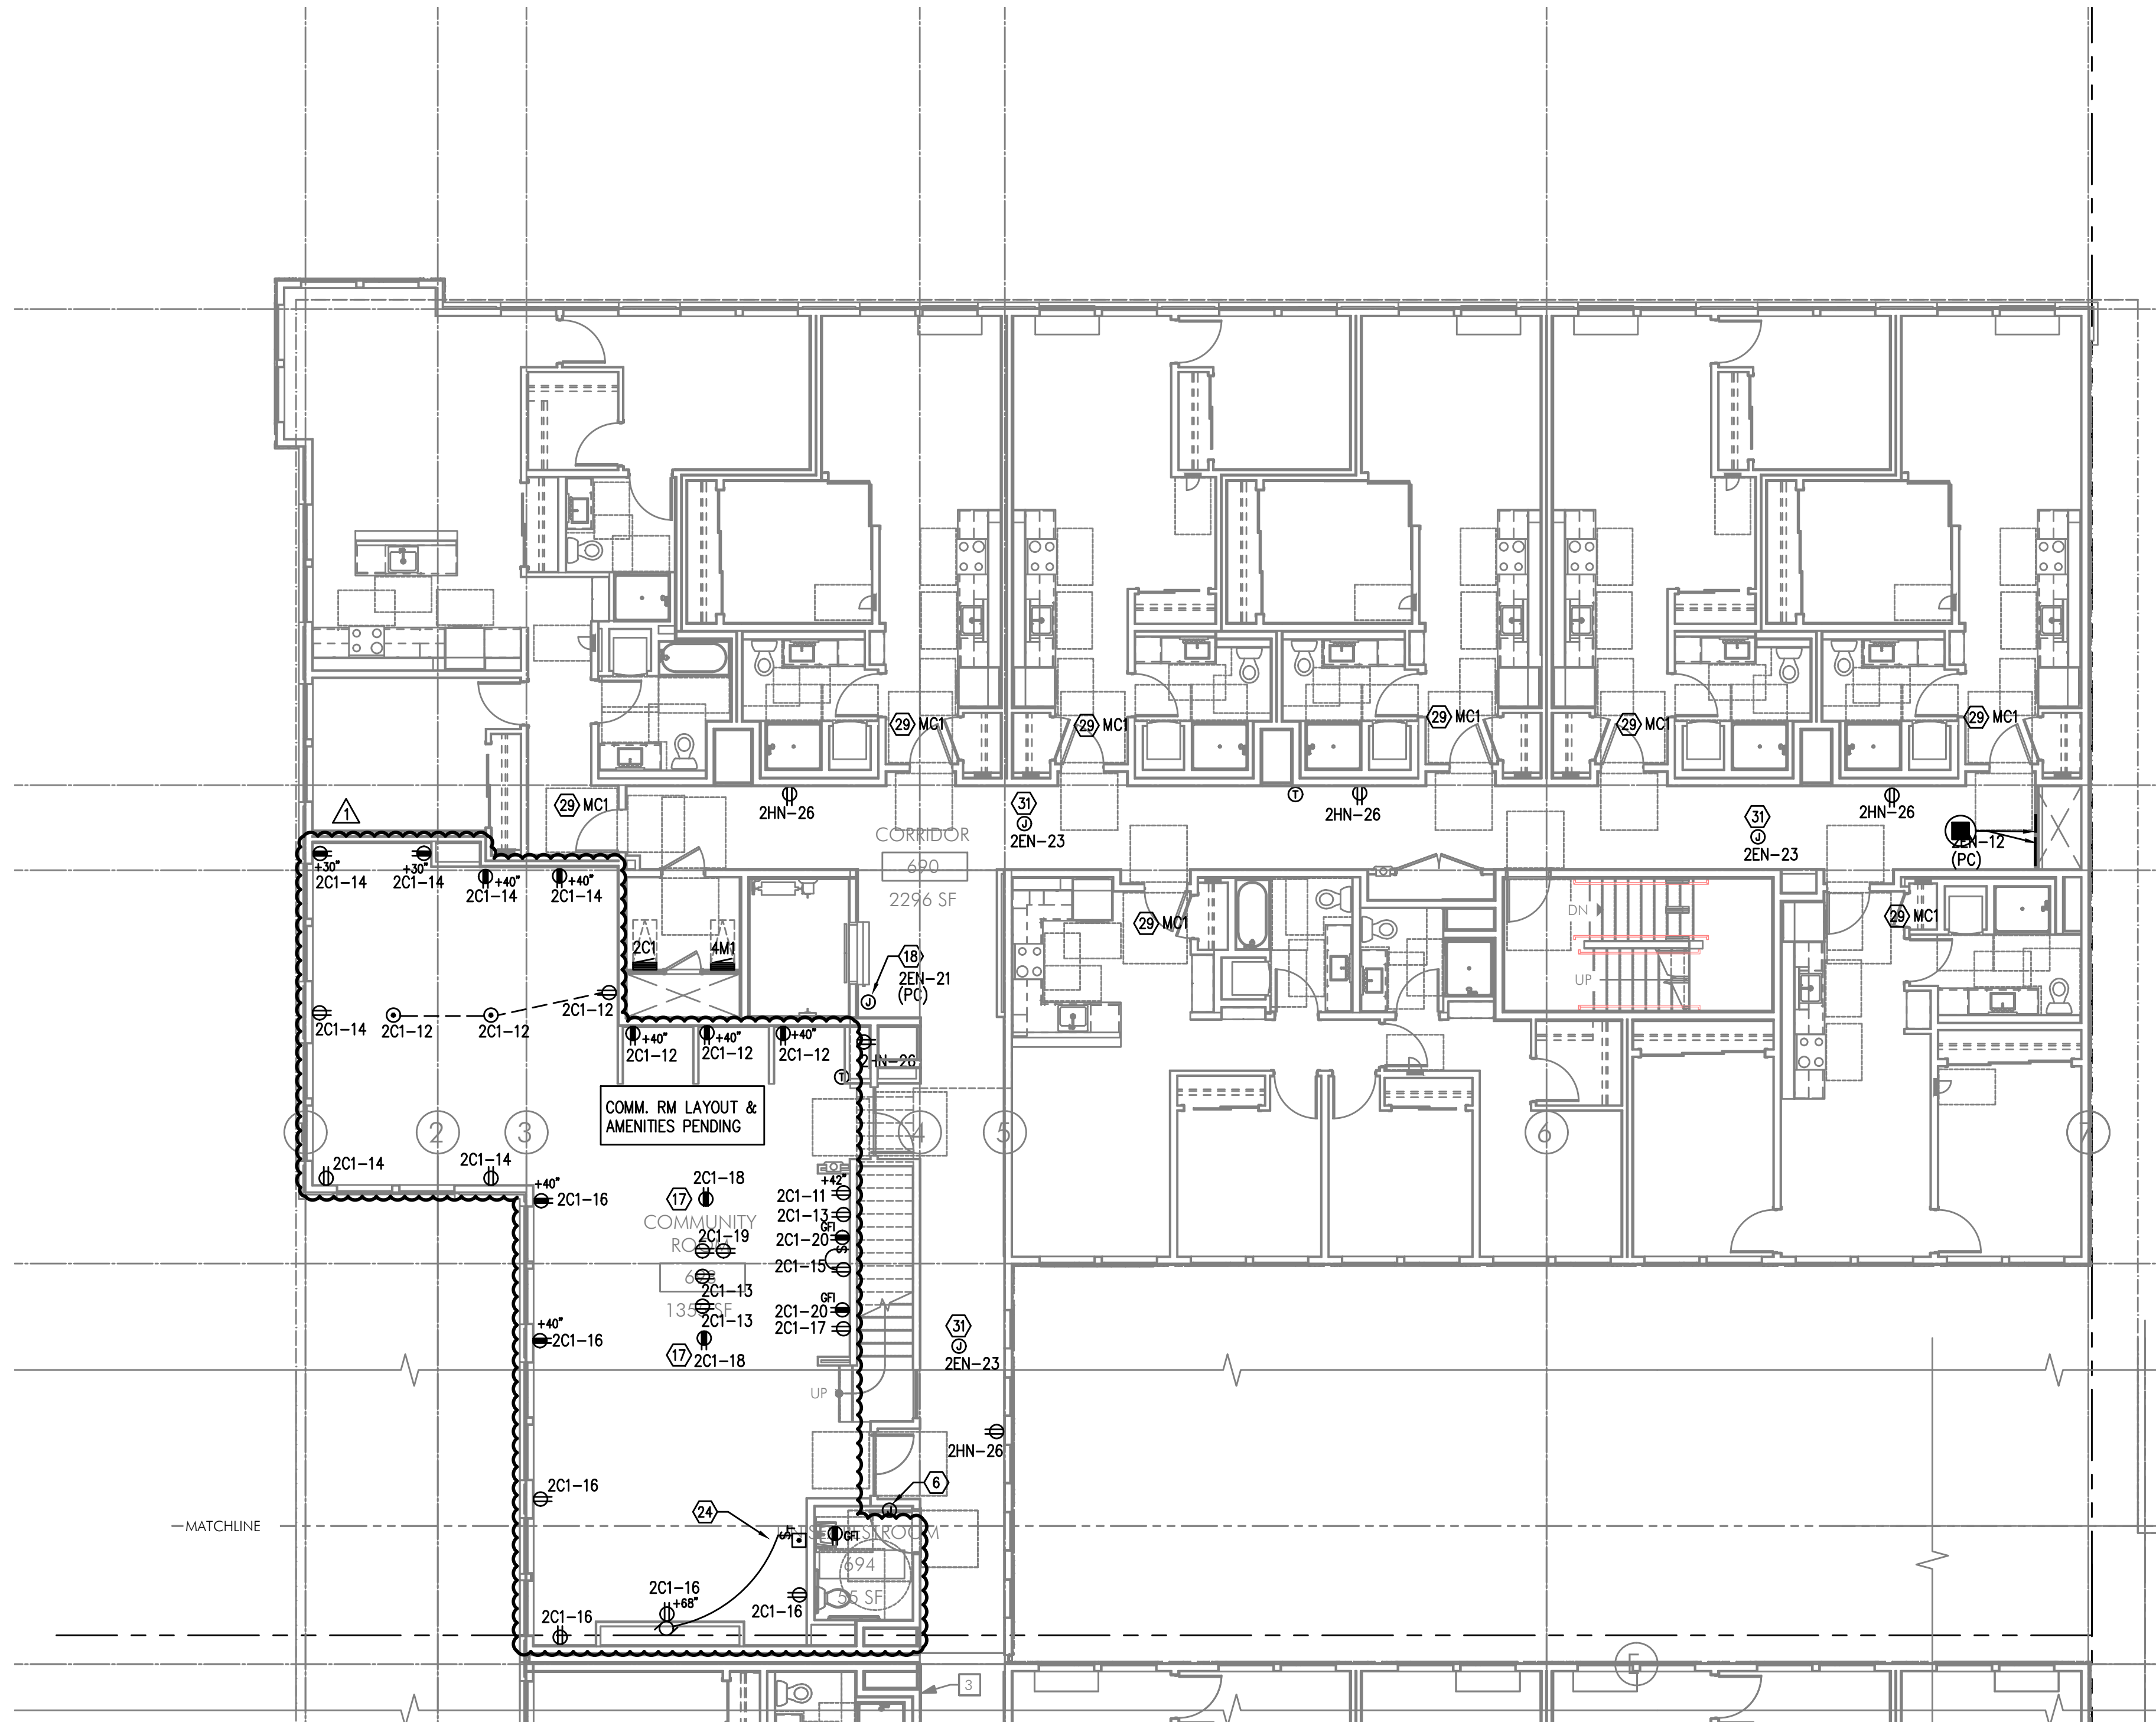 29 MC1
29 MC1
29 MC1
29 MC1
29 MC1
29 MC1
1
2HN-26
CORRIDOR
690
2296 SF
31
J
2EN-23
T
2HN-26
31
J
2EN-23
2HN-26
2EN-12
(PC)
+30"
2C1-14
+30"
2C1-14
+40"
2C1-14
+40"
2C1-14
2C1
4M1
18
2EN-21
(PC)
J
29 MC1
DN
UP
29 MC1
2C1-14
2C1-12
2C1-12
2C1-12
+40"
2C1-12
+40"
2C1-12
+40"
2C1-12
2HN-26
T
COMM. RM LAYOUT &
AMENITIES PENDING
2
3
4
5
6
7
2C1-14
2C1-14
+40"
2C1-16
17
2C1-18
COMMUNITY
2C1-19
2C1-13
2C1-13
17
2C1-18
+42"
2C1-11
2C1-13
GFI
2C1-20
S
2C1-15
GFI
2C1-20
2C1-17
+40"
2C1-16
UP
31
J
2EN-23
2HN-26
2C1-16
24
6
J
MATCHLINE
GFI
694
55 SF
2C1-16
+68"
2C1-16
2C1-16
E
3